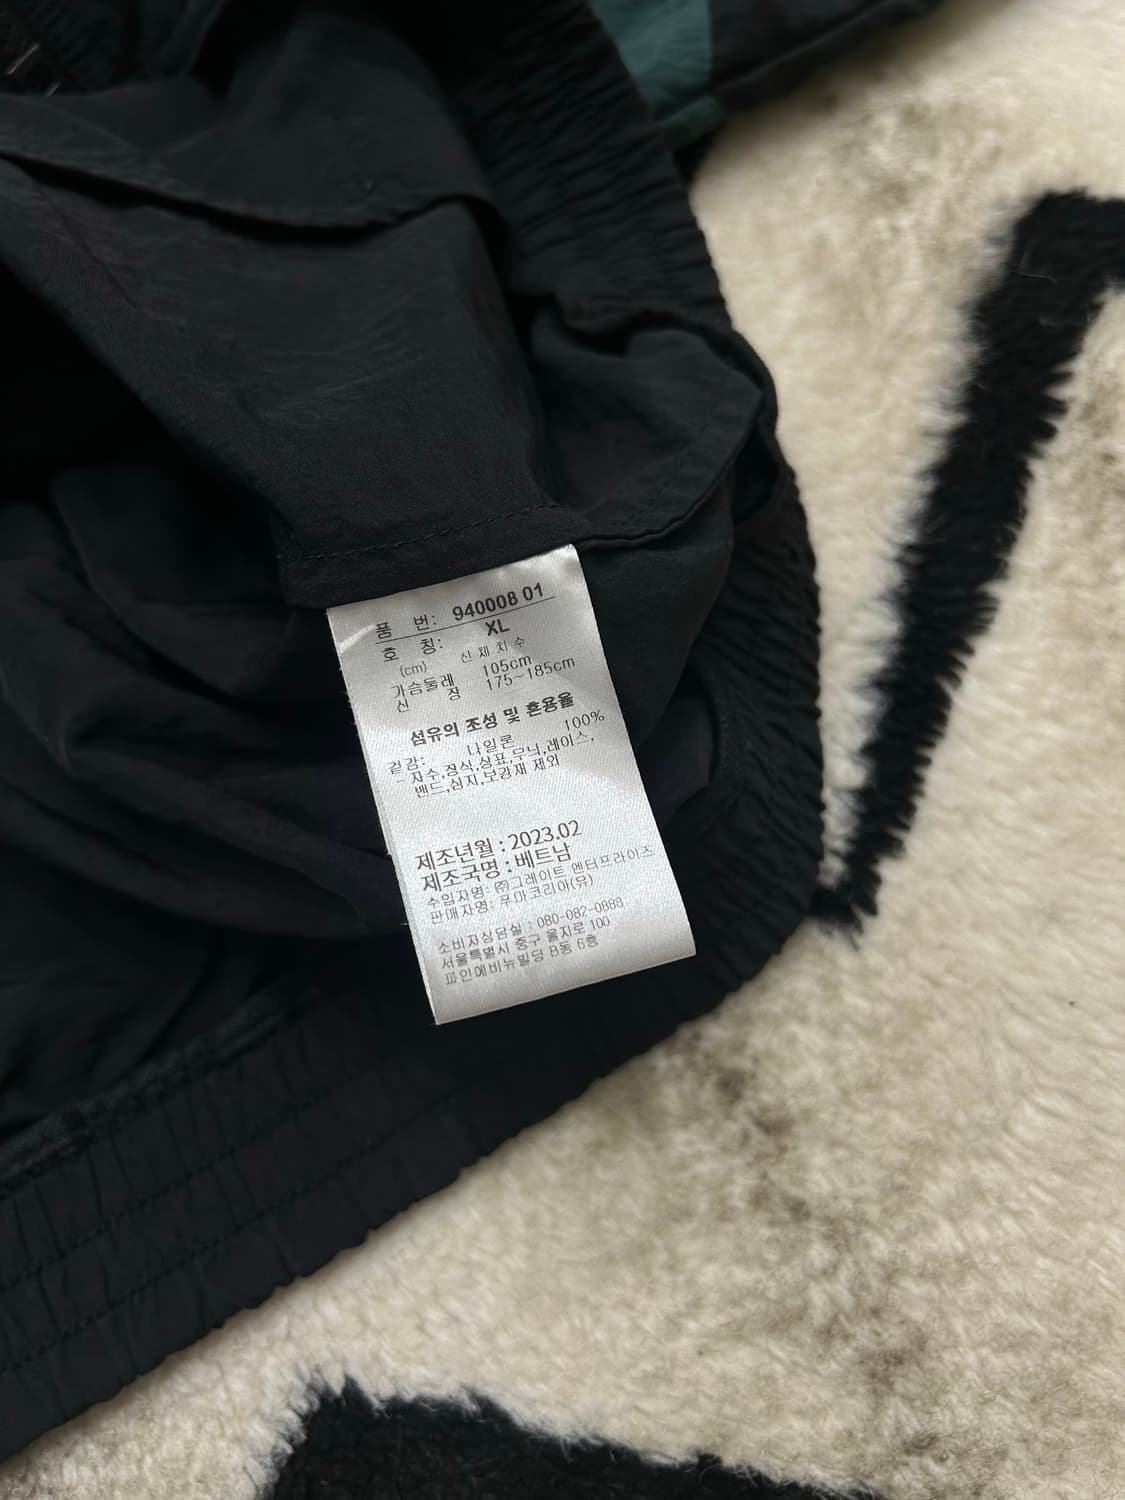 품 번: 940008 01
호 칭: XL
(cm) 신 체 치 수
가슴둘레 105cm
신 장 175~185cm
섬유의 조성 및 혼용율
겉감: 나일론 100%
자수,장식,상표,무늬,레이스,
밴드,심지,보강재 제외
제조년월 : 2023.02
제조국명 : 베트남
수입자명: ㈜그레이트 엔터프라이즈
판매자명: 푸마코리아(유)
소비자상담실 : 080-082-0888
서울특별시 중구 을지로 100
파인에비뉴빌딩 B동 6층